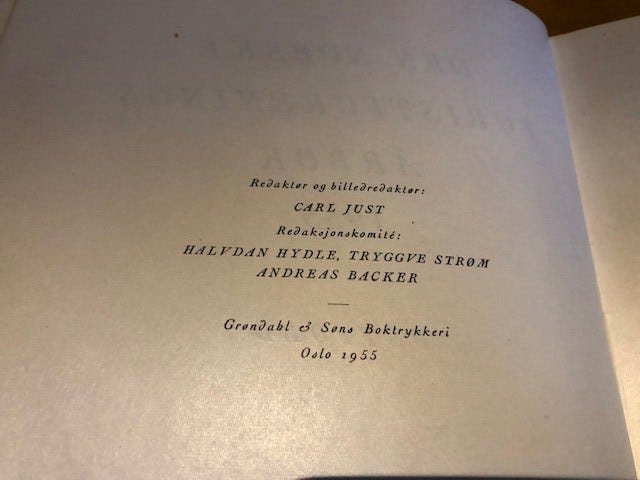 Redaktør og billedredaktør:
CARL JUST
Redaksjonskomité:
HALVDAN HYDLE, TRYGGVE STRØM
ANDREAS BACKER
Grøndahl & Søns Boktrykkeri
Oslo 1955